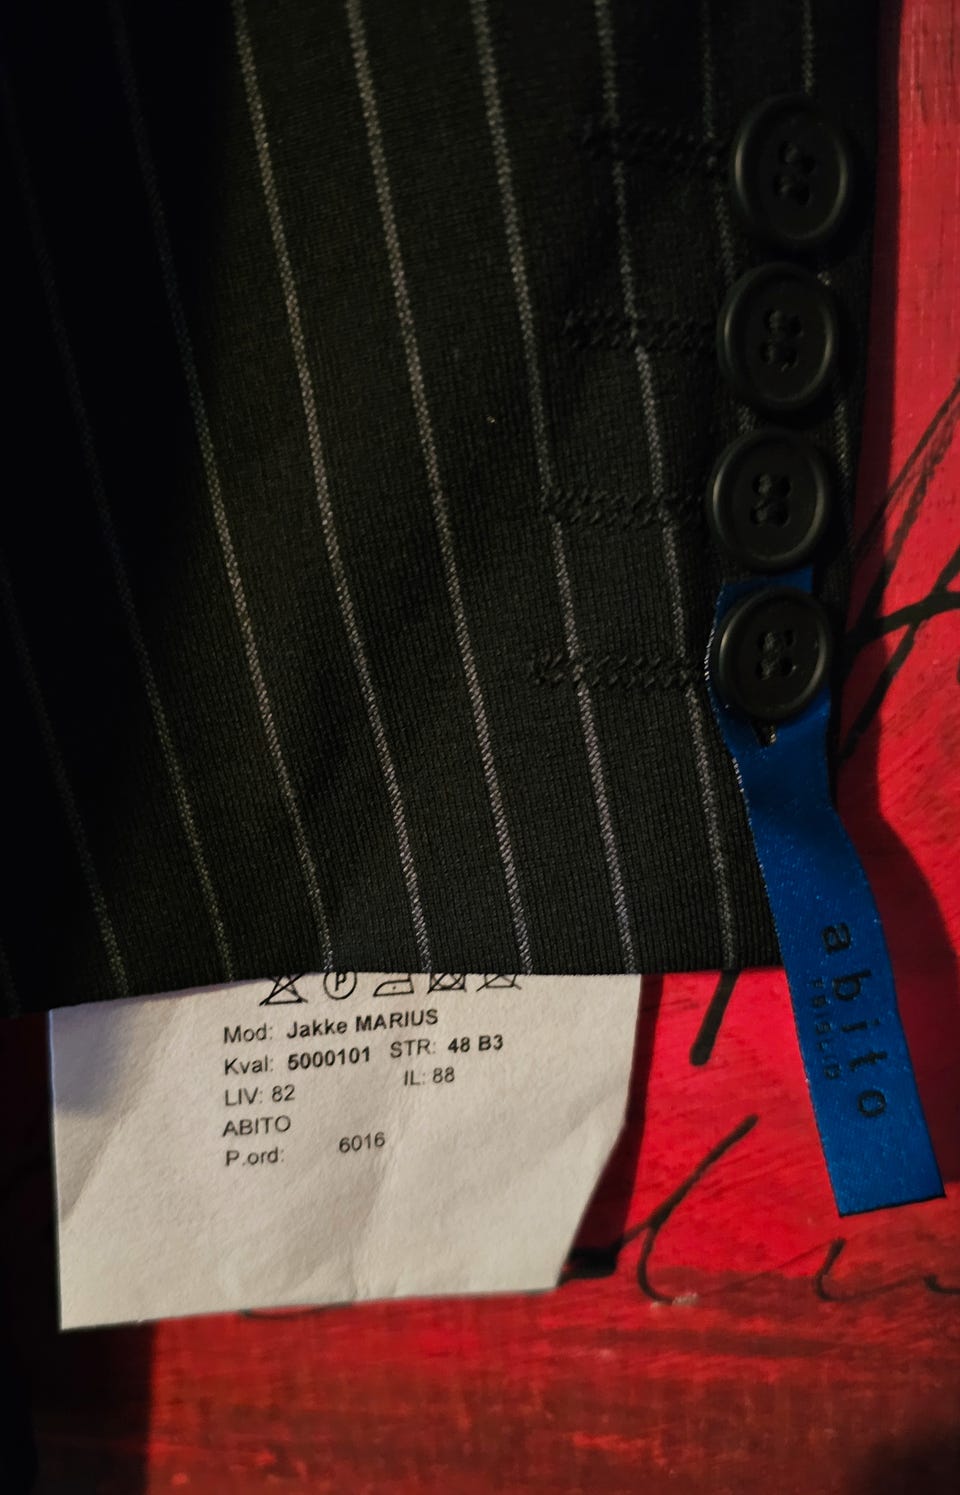 P
Mod: Jakke MARIUS
Kval: 5000101 STR: 48 B3
LIV: 82 IL: 88
ABITO
P.ord: 6016
abito